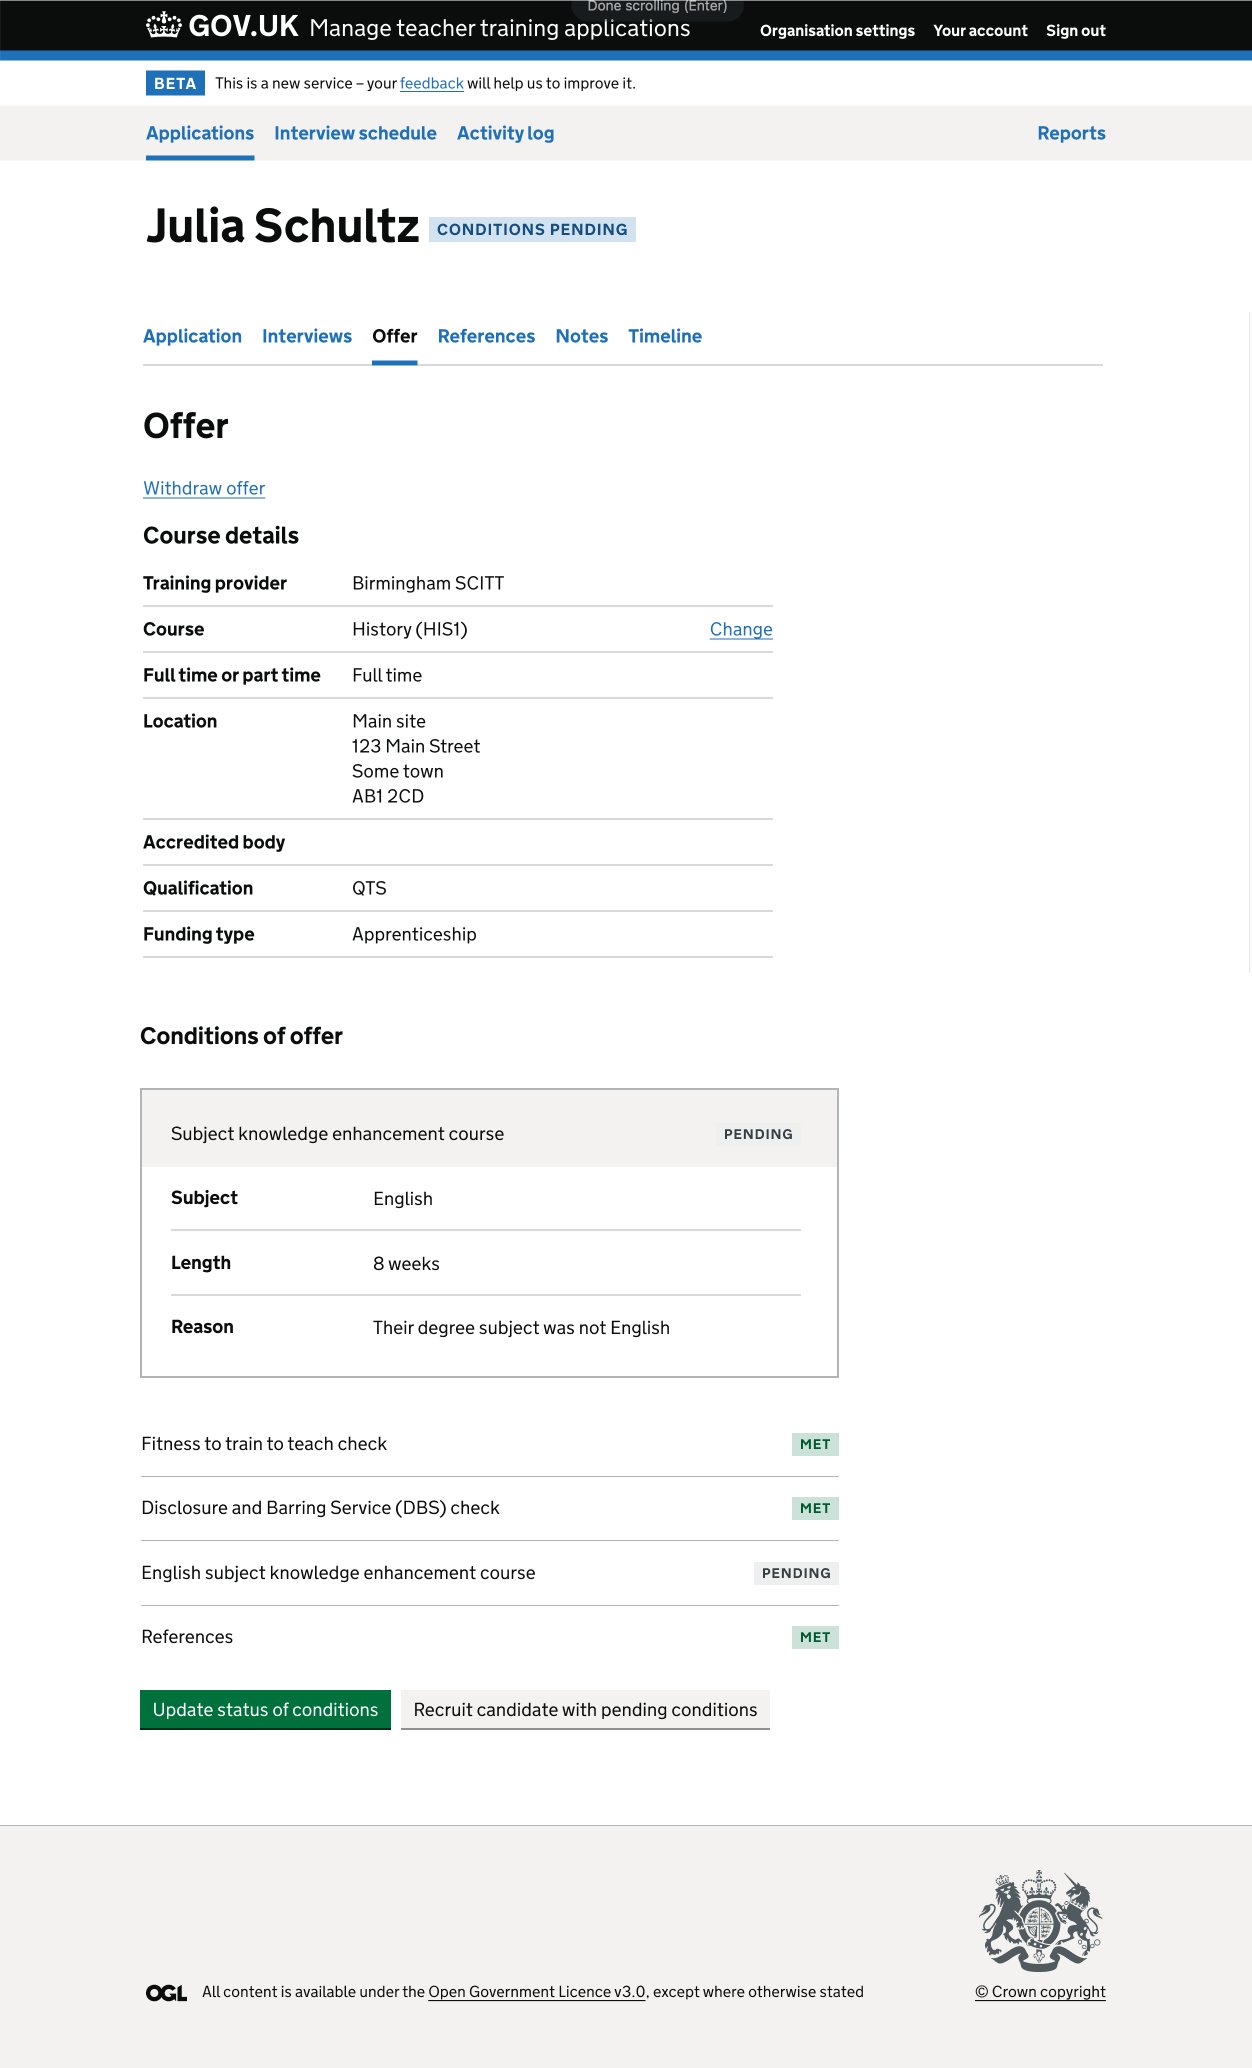 Done scrolling (Enter)
GOV.UK Manage teacher training applications Organisation settings Your account Sign out
BETA This is a new service – your feedback will help us to improve it.
Applications Interview schedule Activity log Reports
Julia Schultz CONDITIONS PENDING
Application Interviews Offer References Notes Timeline
Offer
Withdraw offer
Course details
Training provider Birmingham SCITT
Course History (HIS1) Change
Full time or part time Full time
Location Main site
123 Main Street
Some town
AB1 2CD
Accredited body
Qualification QTS
Funding type Apprenticeship
Conditions of offer
Subject knowledge enhancement course PENDING
Subject English
Length 8 weeks
Reason Their degree subject was not English
Fitness to train to teach check MET
Disclosure and Barring Service (DBS) check MET
English subject knowledge enhancement course PENDING
References MET
Update status of conditions Recruit candidate with pending conditions
OGL All content is available under the Open Government Licence v3.0, except where otherwise stated © Crown copyright